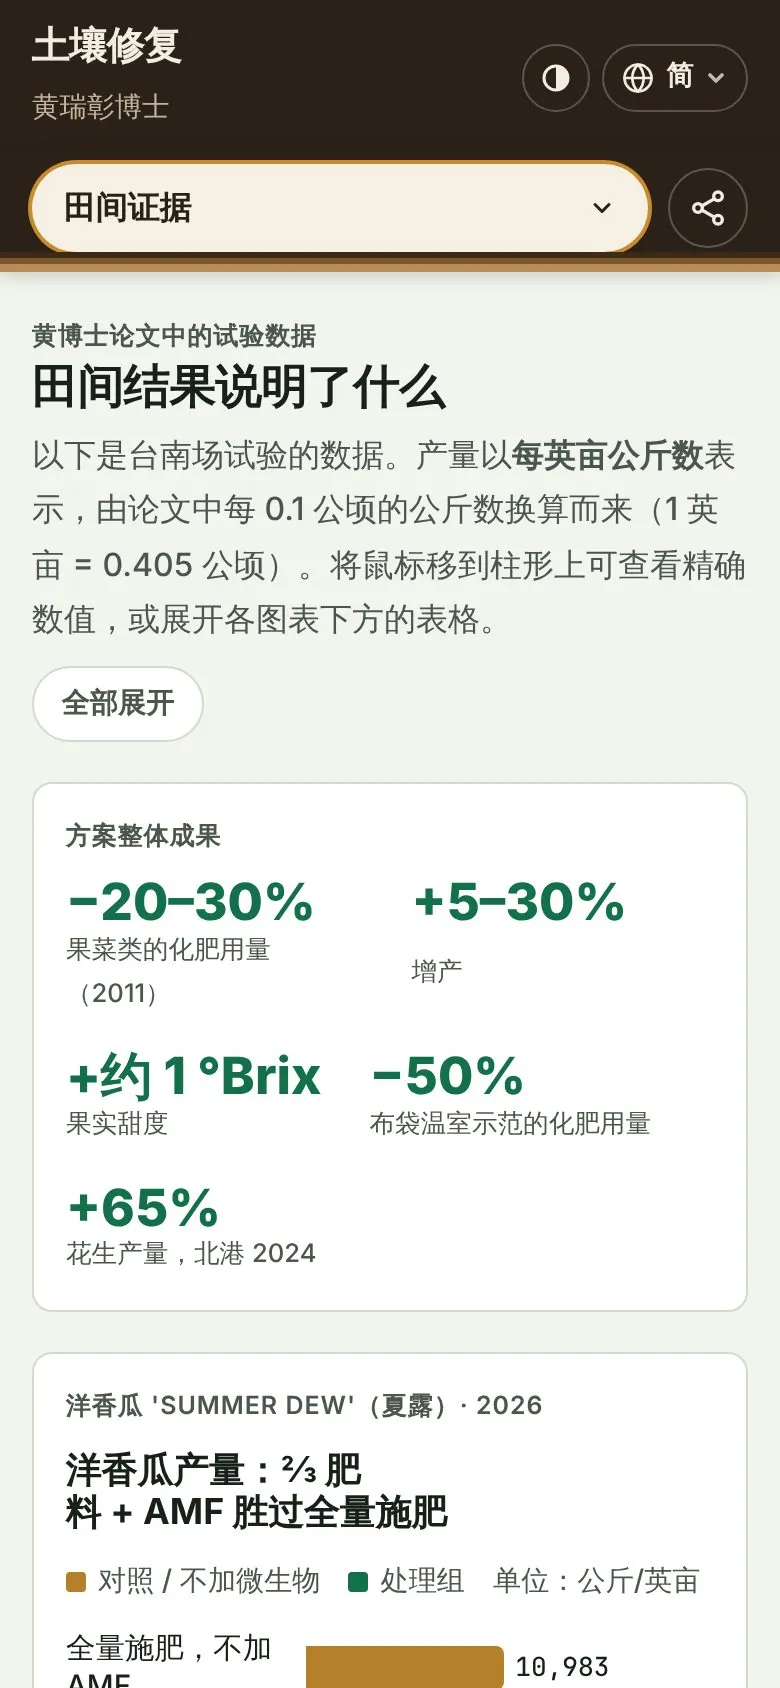 土壤修复
黄瑞彰博士
简
田间证据
黄博士论文中的试验数据
田间结果说明了什么
以下是台南场试验的数据。产量以每英亩公斤数表
示，由论文中每 0.1 公顷的公斤数换算而来（1 英
亩 = 0.405 公顷）。将鼠标移到柱形上可查看精确
数值，或展开各图表下方的表格。
全部展开
方案整体成果
−20–30%
果菜类的化肥用量
（2011）
+5–30%
增产
+约 1 °Brix
果实甜度
−50%
布袋温室示范的化肥用量
+65%
花生产量，北港 2024
洋香瓜 'SUMMER DEW'（夏露）· 2026
洋香瓜产量：⅔ 肥
料 + AMF 胜过全量施肥
对照 / 不加微生物 处理组 单位：公斤/英亩
全量施肥，不加
AMF
10,983